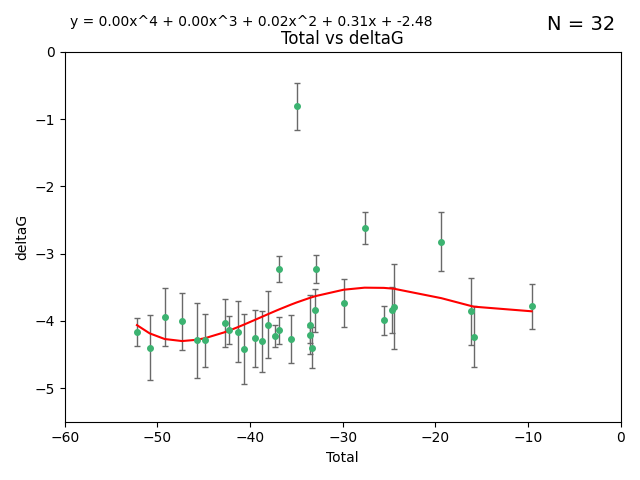 y = 0.00x^4 + 0.00x^3 + 0.02x^2 + 0.31x + -2.48
N = 32
Total vs deltaG
0
−1
−2
−3
−4
−5
deltaG
−60
−50
−40
−30
−20
−10
0
Total